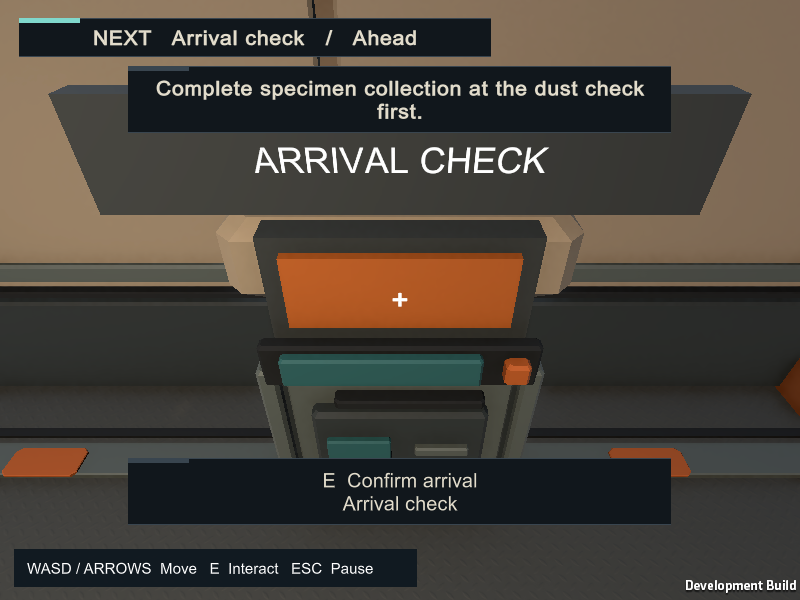 NEXT Arrival check / Ahead
Complete specimen collection at the dust check
first.
ARRIVAL CHECK
E Confirm arrival
Arrival check
WASD / ARROWS Move E Interact ESC Pause
Development Build